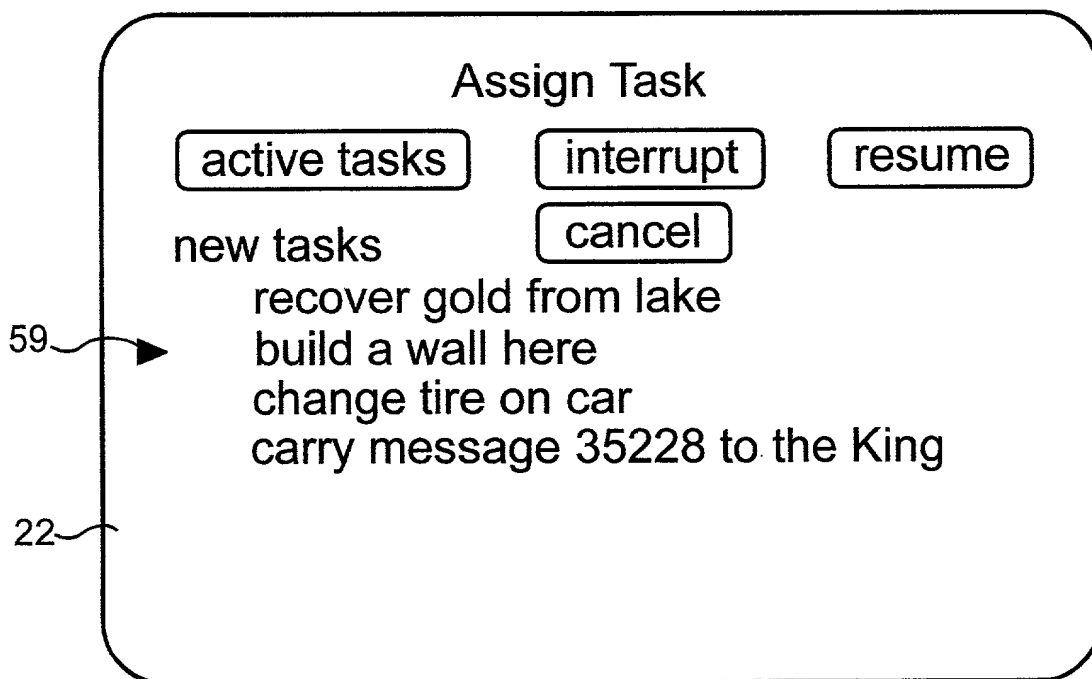 Assign Task
active tasks interrupt resume
new tasks cancel
recover gold from lake
59 build a wall here
change tire on car
carry message 35228 to the King
22